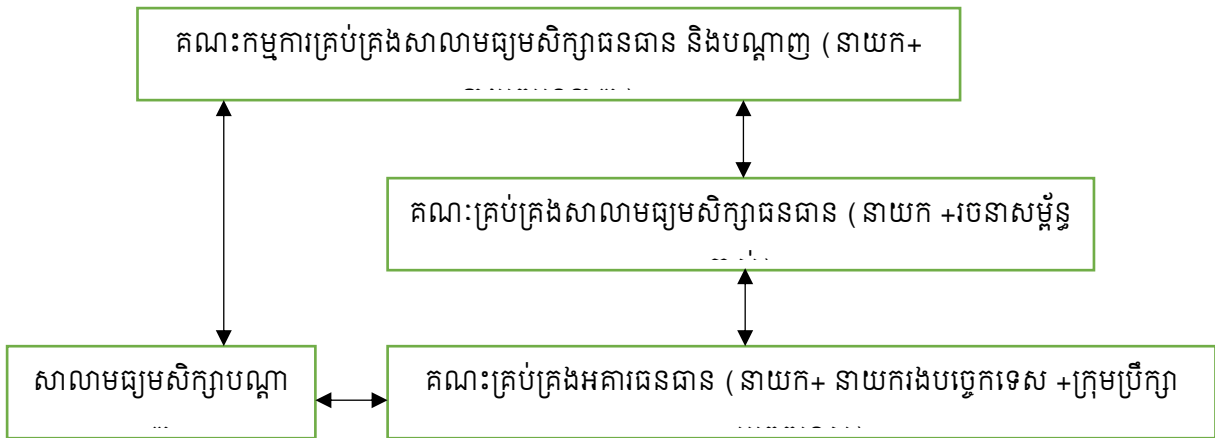 គណះកម្មការគ្រប់គ្រងសាលាមធ្យមសិក្សាធនធាន និងបណ្តាញ (នាយក+
គណៈគ្រប់គ្រងសាលាមធ្យមសិក្សាធនធាន (នាយក +រចនាសម្ព័ន្ធ
សាលាមធ្យមសិក្សាបណ្តា
គណះគ្រប់គ្រងអគារធនធាន (នាយក+ នាយករងបច្ចេកទេស +ក្រុមប្រឹក្សា